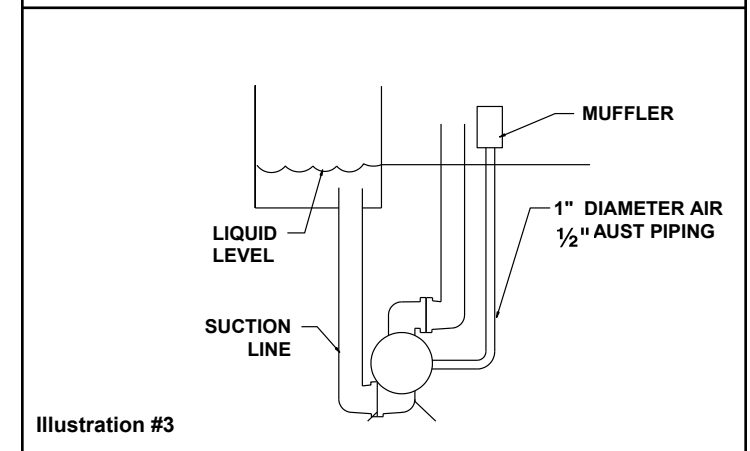 MUFFLER
1" DIAMETER AIR
½" AUST PIPING
LIQUID
LEVEL
SUCTION
LINE
Illustration #3